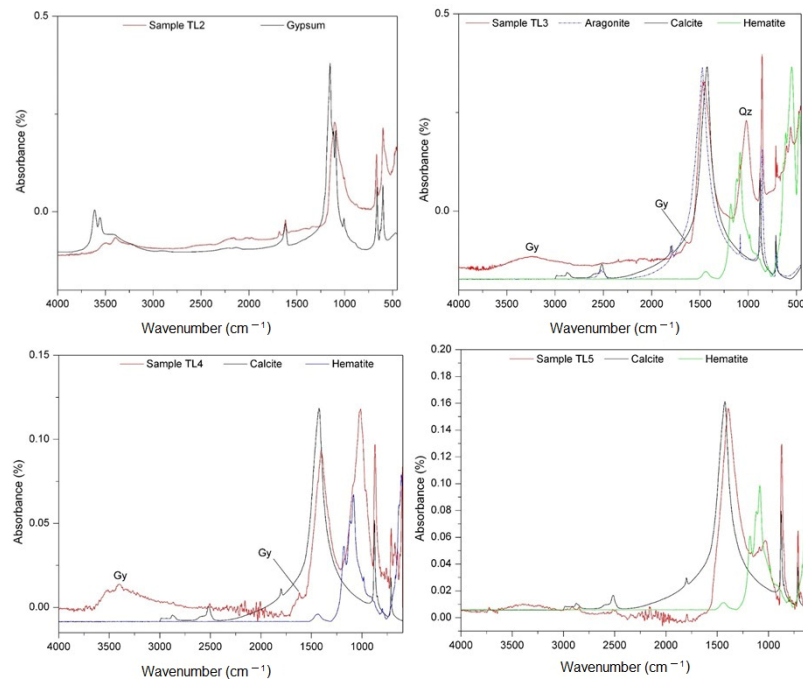 Sample TL2 Gypsum
0.5
0.0
Absorbance (%)
4000 3500 3000 2500 2000 1500 1000 500
Wavenumber (cm⁻¹)
Sample TL3 Aragonite Calcite Hematite
0.5
Qz
0.0
Gy
Gy
Absorbance (%)
4000 3500 3000 2500 2000 1500 1000 500
Wavenumber (cm⁻¹)
Sample TL4 Calcite Hematite
0.15
0.10
0.05
0.00
Gy
Gy
Absorbance (%)
4000 3500 3000 2500 2000 1500 1000
Wavenumber (cm⁻¹)
Sample TL5 Calcite Hematite
0.20
0.18
0.16
0.14
0.12
0.10
0.08
0.06
0.04
0.02
0.00
Absorbance (%)
4000 3500 3000 2500 2000 1500 1000
Wavenumber (cm⁻¹)